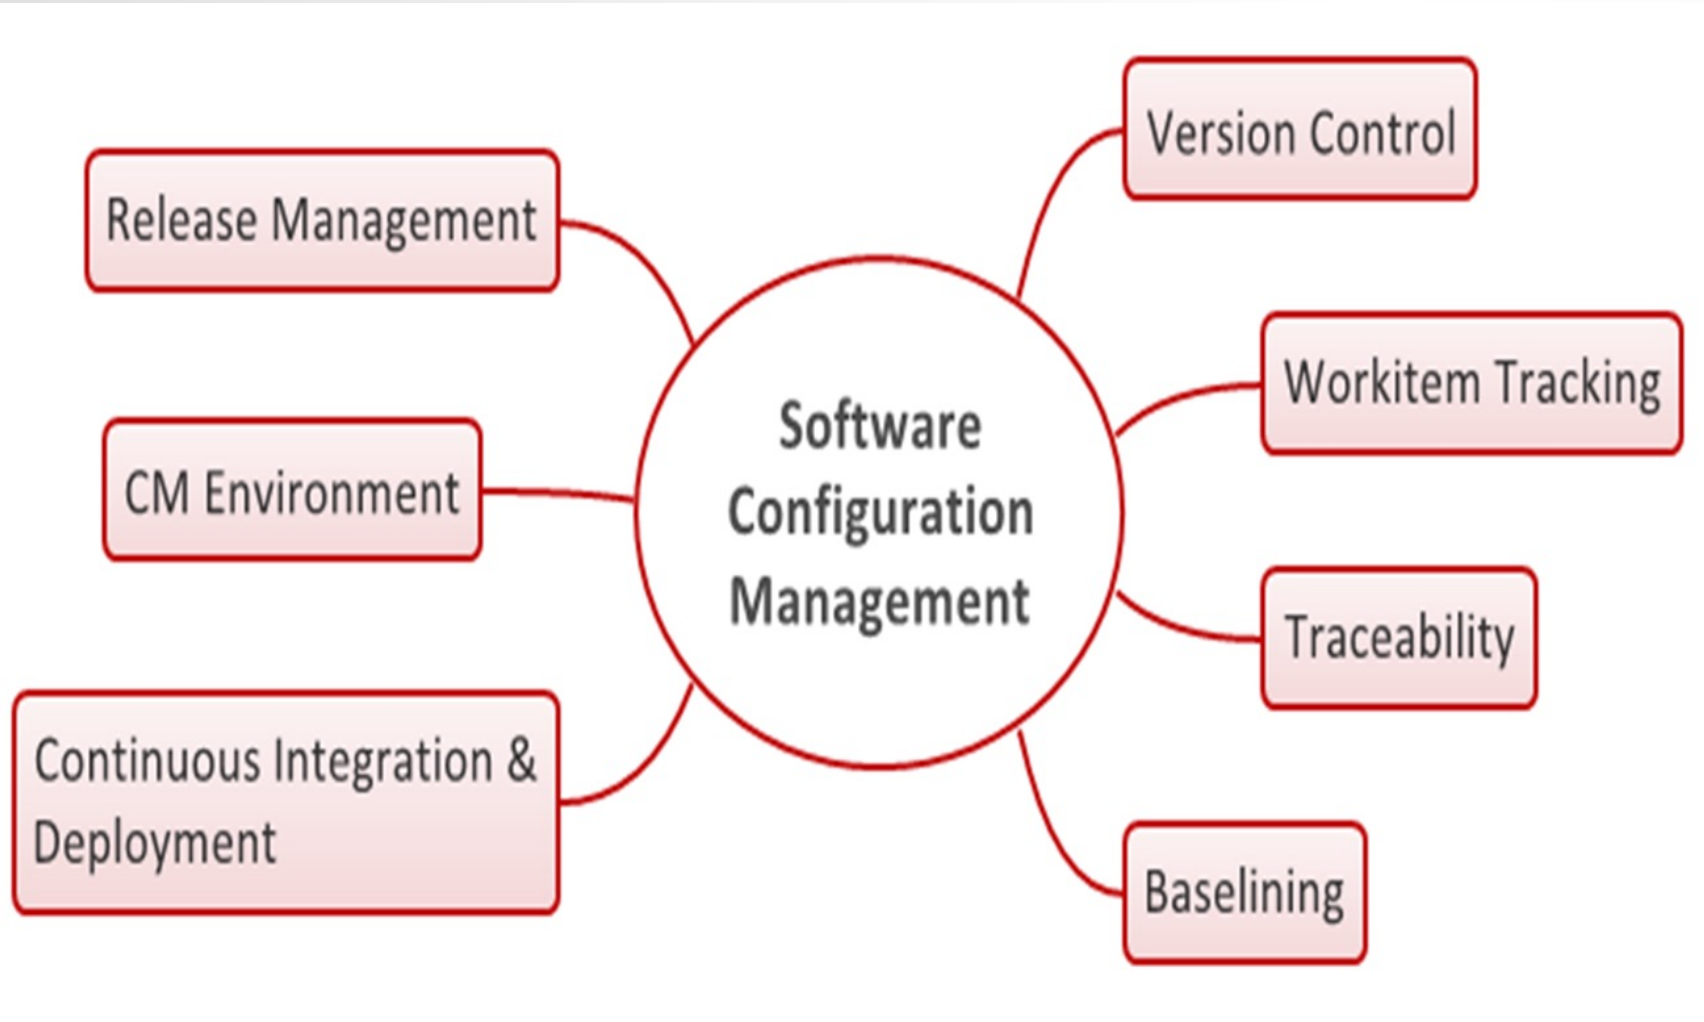 Version Control
Release Management
Workitem Tracking
Software
Configuration
Management
CM Environment
Traceability
Continuous Integration &
Deployment
Baselining